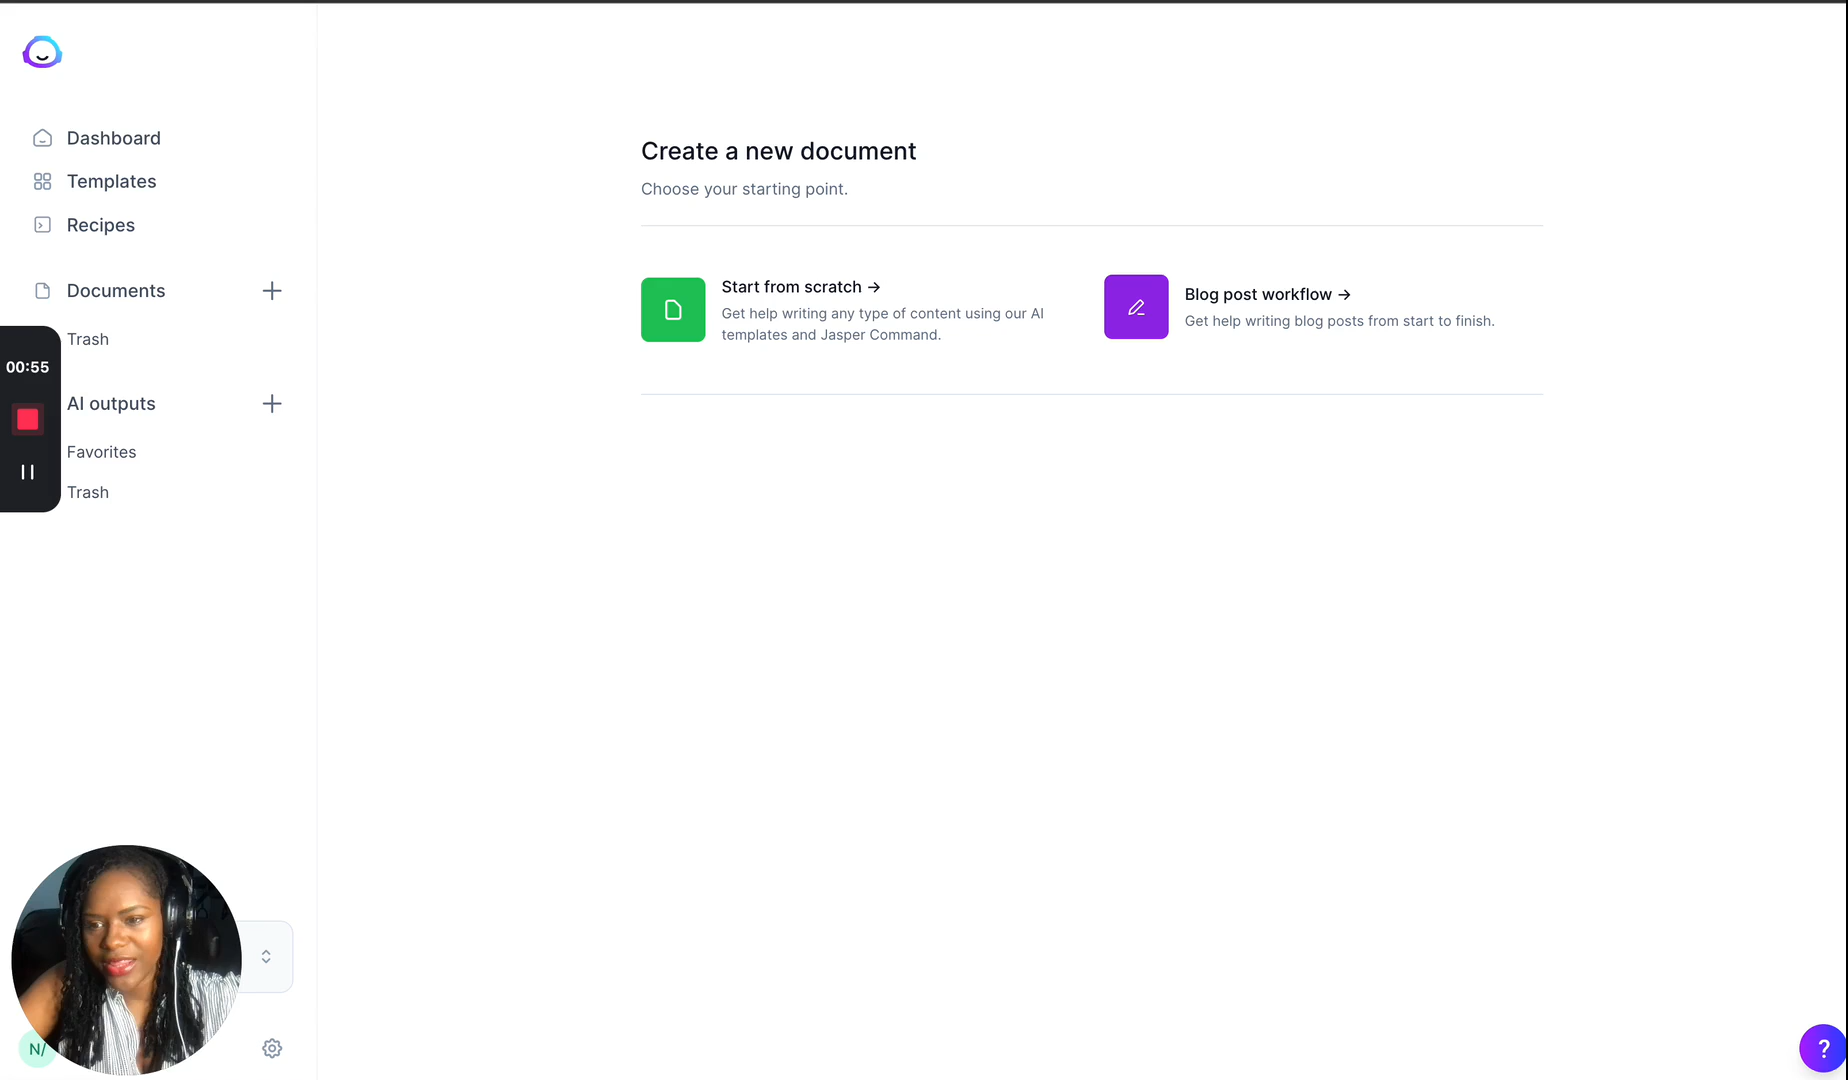 Dashboard
Templates
Recipes
Documents
Trash
00:55
AI outputs
Favorites
Trash
N/
Create a new document
Choose your starting point.
Start from scratch →
Get help writing any type of content using our AI
templates and Jasper Command.
Blog post workflow →
Get help writing blog posts from start to finish.
?